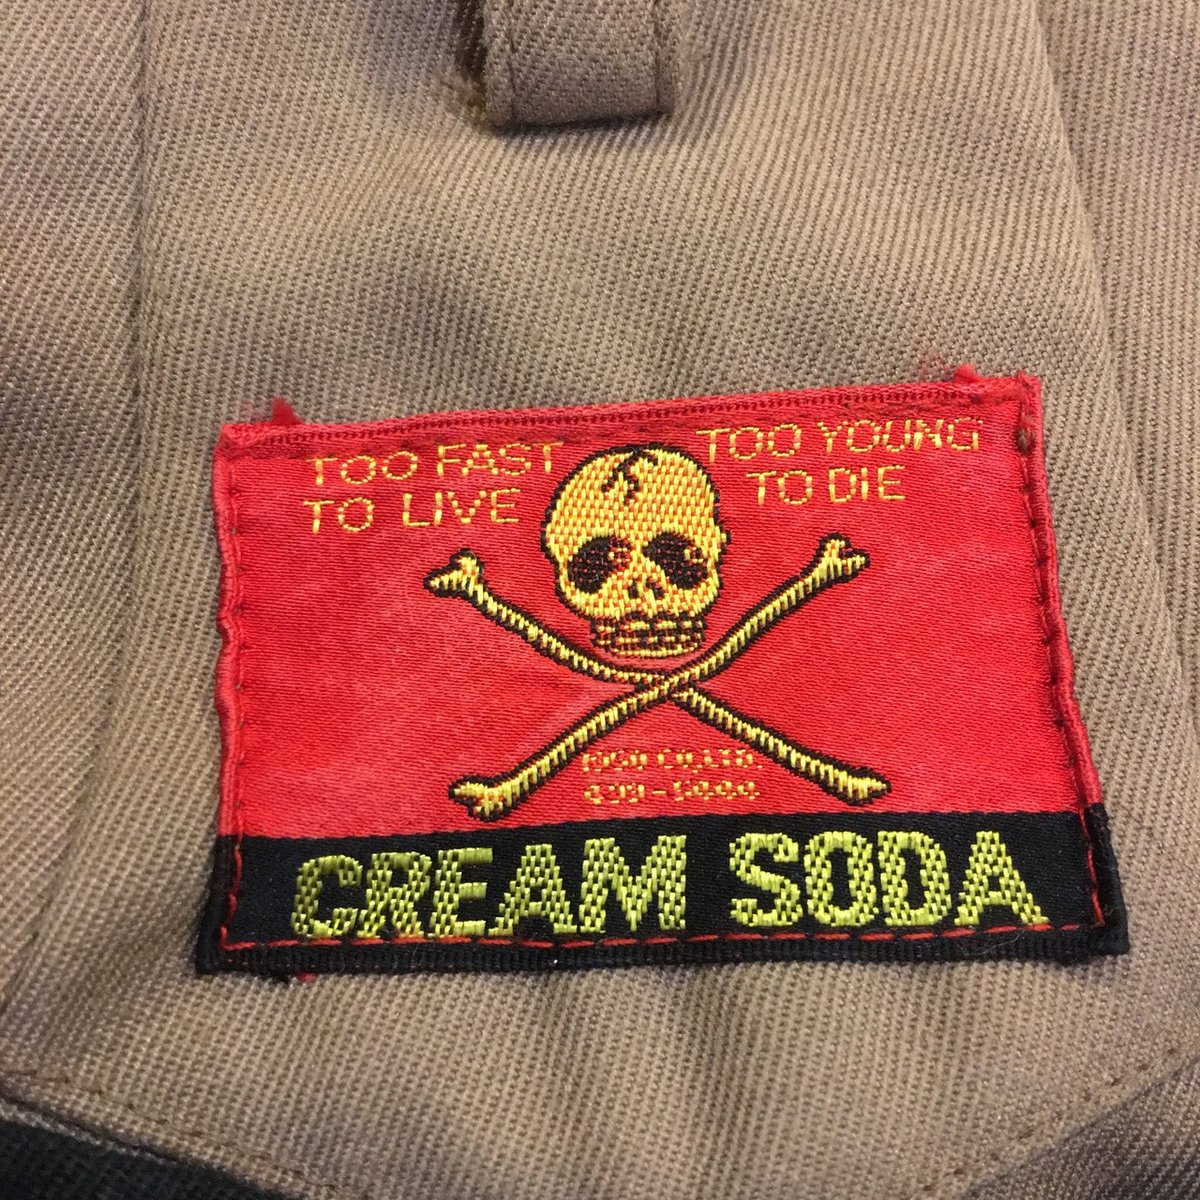 TOO FAST
TO LIVE
TOO YOUNG
TO DIE
CREAM SODA